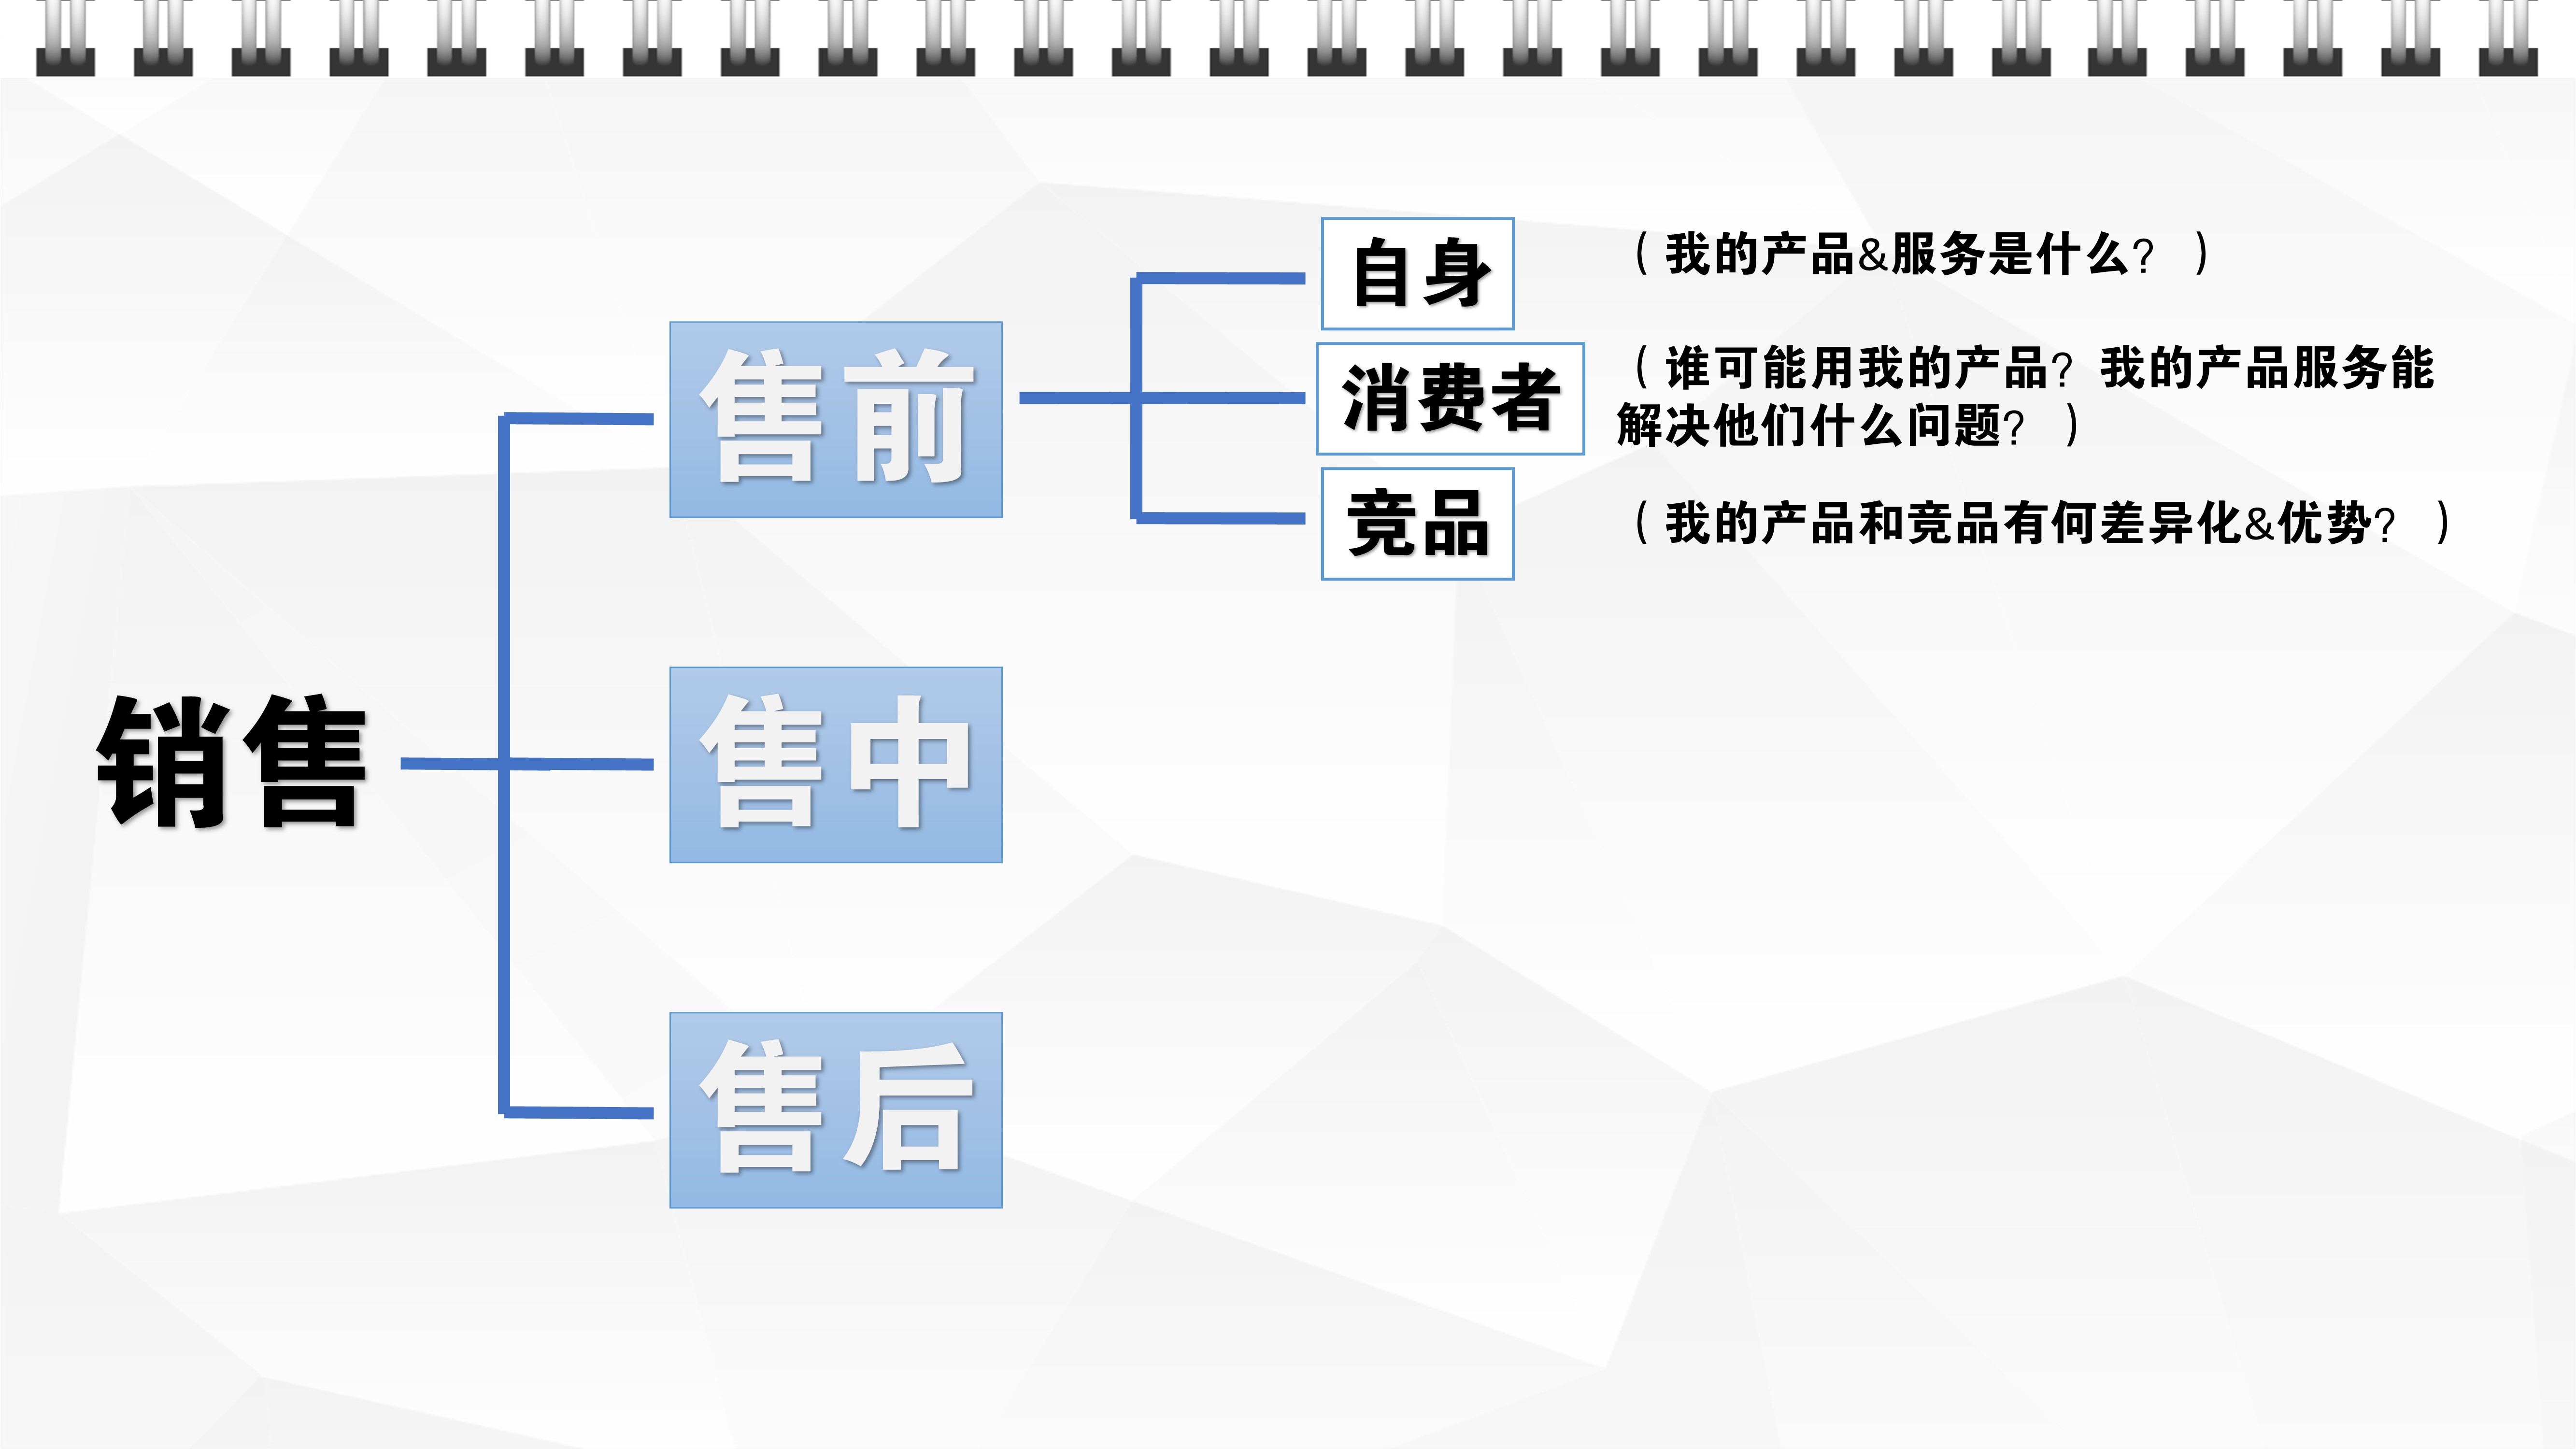 销售
售前
自身
（我的产品&服务是什么？）
消费者
（谁可能用我的产品？我的产品服务能
解决他们什么问题？）
竞品
（我的产品和竞品有何差异化&优势？）
售中
售后